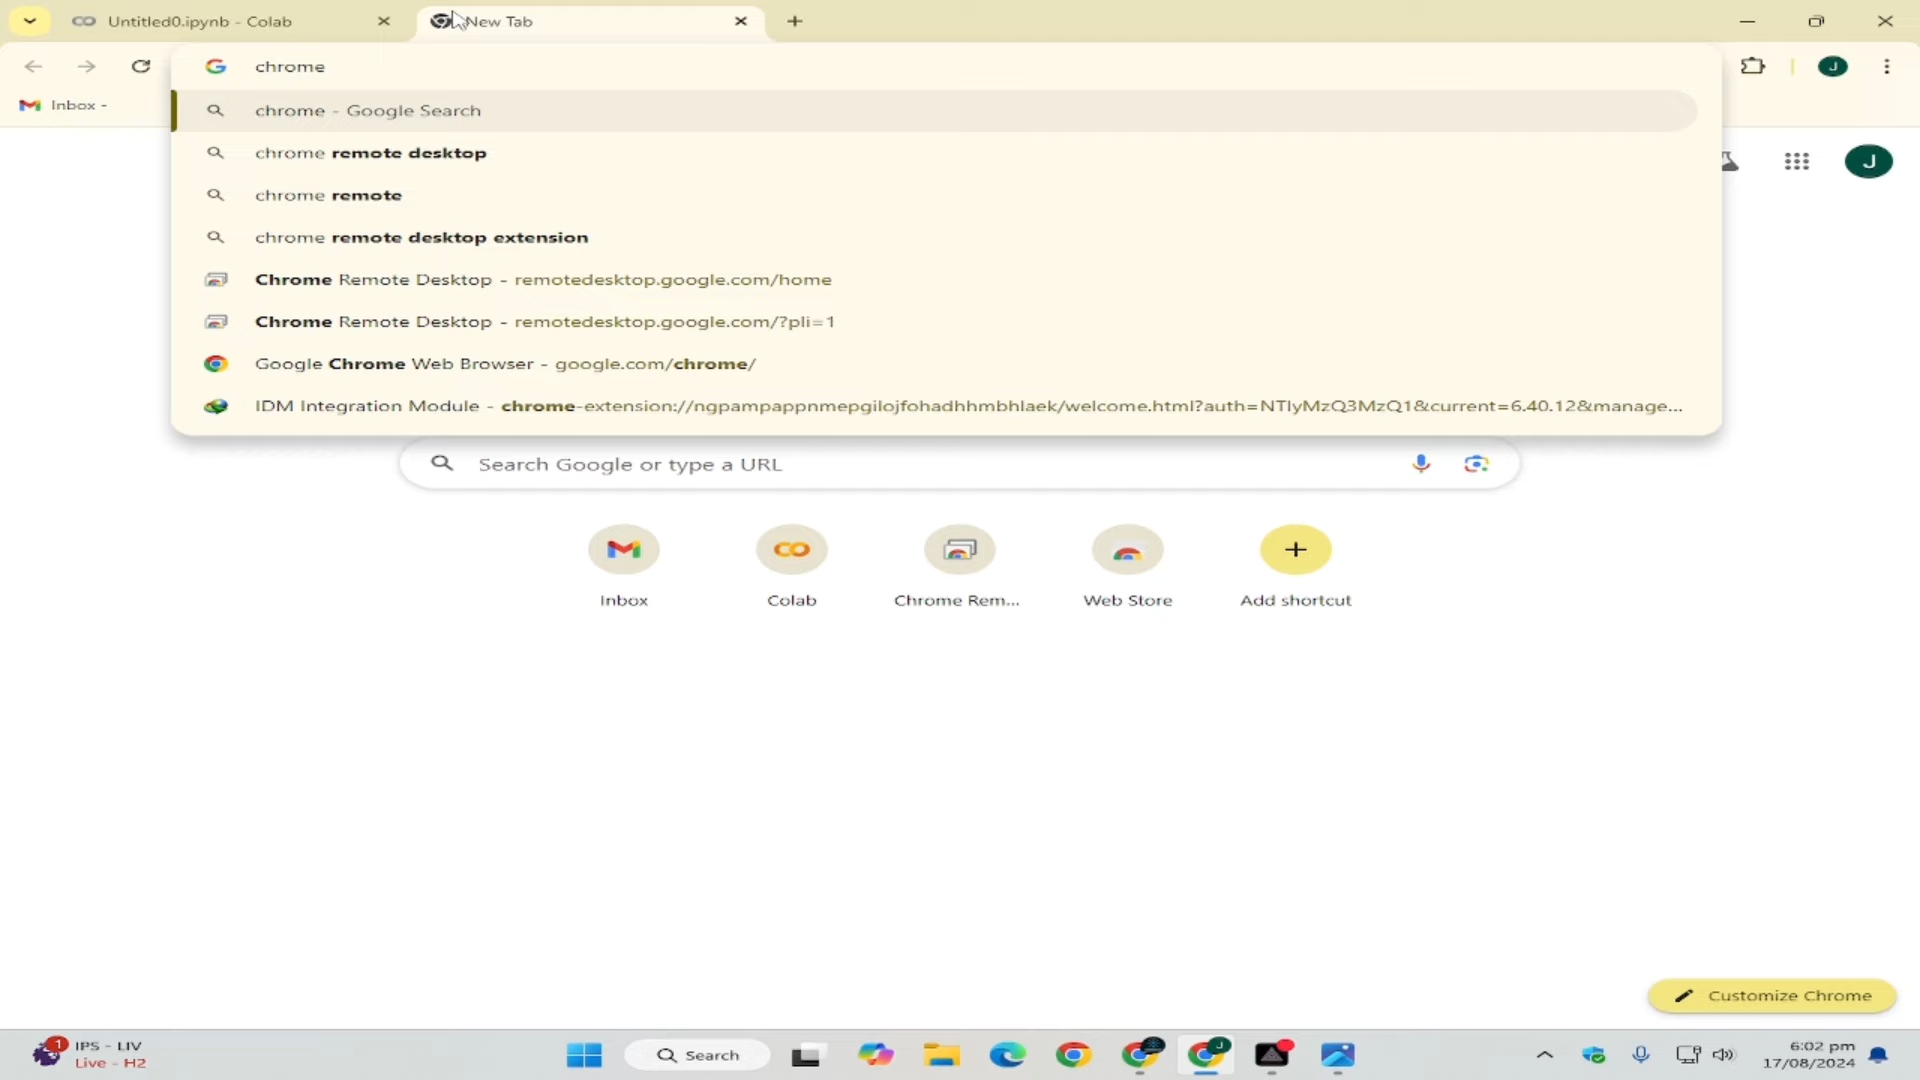 Untitled0.ipynb - Colab
New Tab
chrome
Inbox -
chrome - Google Search
chrome remote desktop
chrome remote
chrome remote desktop extension
Chrome Remote Desktop - remotedesktop.google.com/home
Chrome Remote Desktop - remotedesktop.google.com/?pli=1
Google Chrome Web Browser - google.com/chrome/
IDM Integration Module - chrome-extension://ngpampappnmepgilojfohadhhmbhlaek/welcome.html?auth=NTIyMzQ3MzQ1&current=6.40.12&manage...
J
J
Search Google or type a URL
Inbox
Colab
Chrome Rem...
Web Store
Add shortcut
Customize Chrome
1
IPS - LIV
Live - H2
Search
J
6:02 pm
17/08/2024